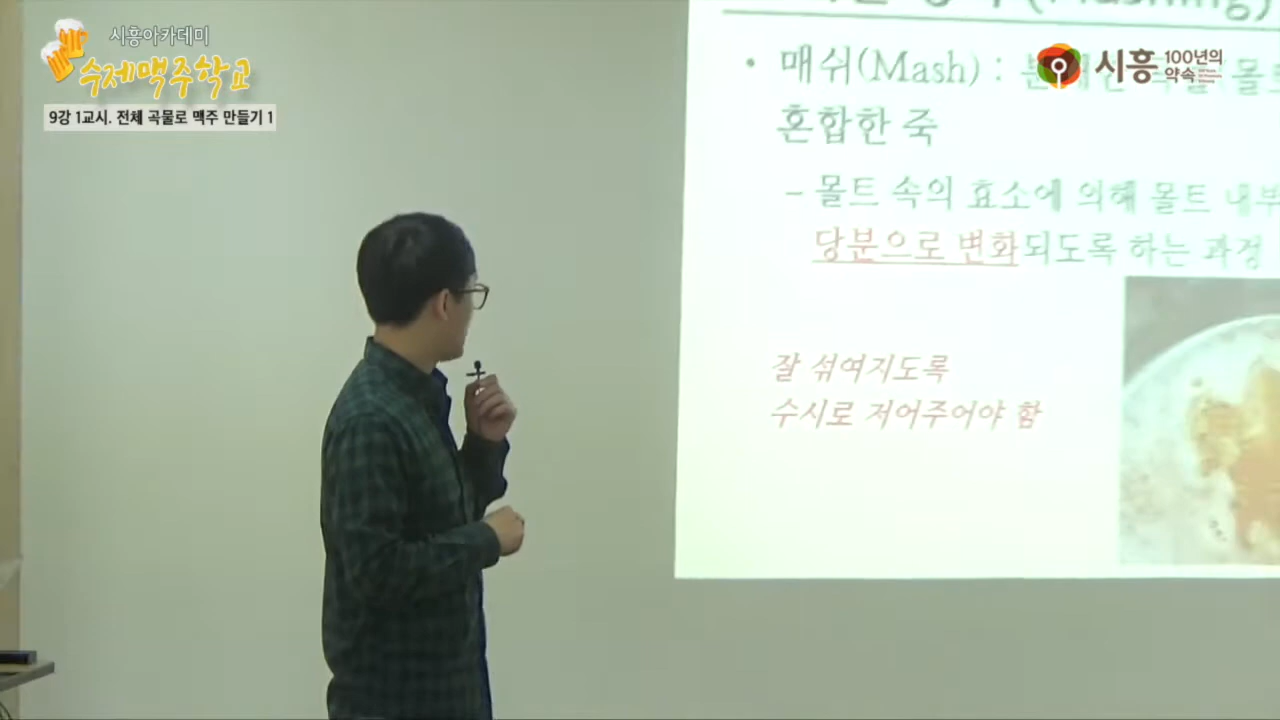 시흥아카데미
수제맥주학교
9강 1교시. 전체 곡물로 맥주 만들기 1
시흥 100년의 약속
(Mashing)
• 매쉬(Mash) :
혼합한 죽
– 몰트 속의 효소에 의해 몰트 내부
당분으로 변화되도록 하는 과정
잘 섞여지도록
수시로 저어주어야 함